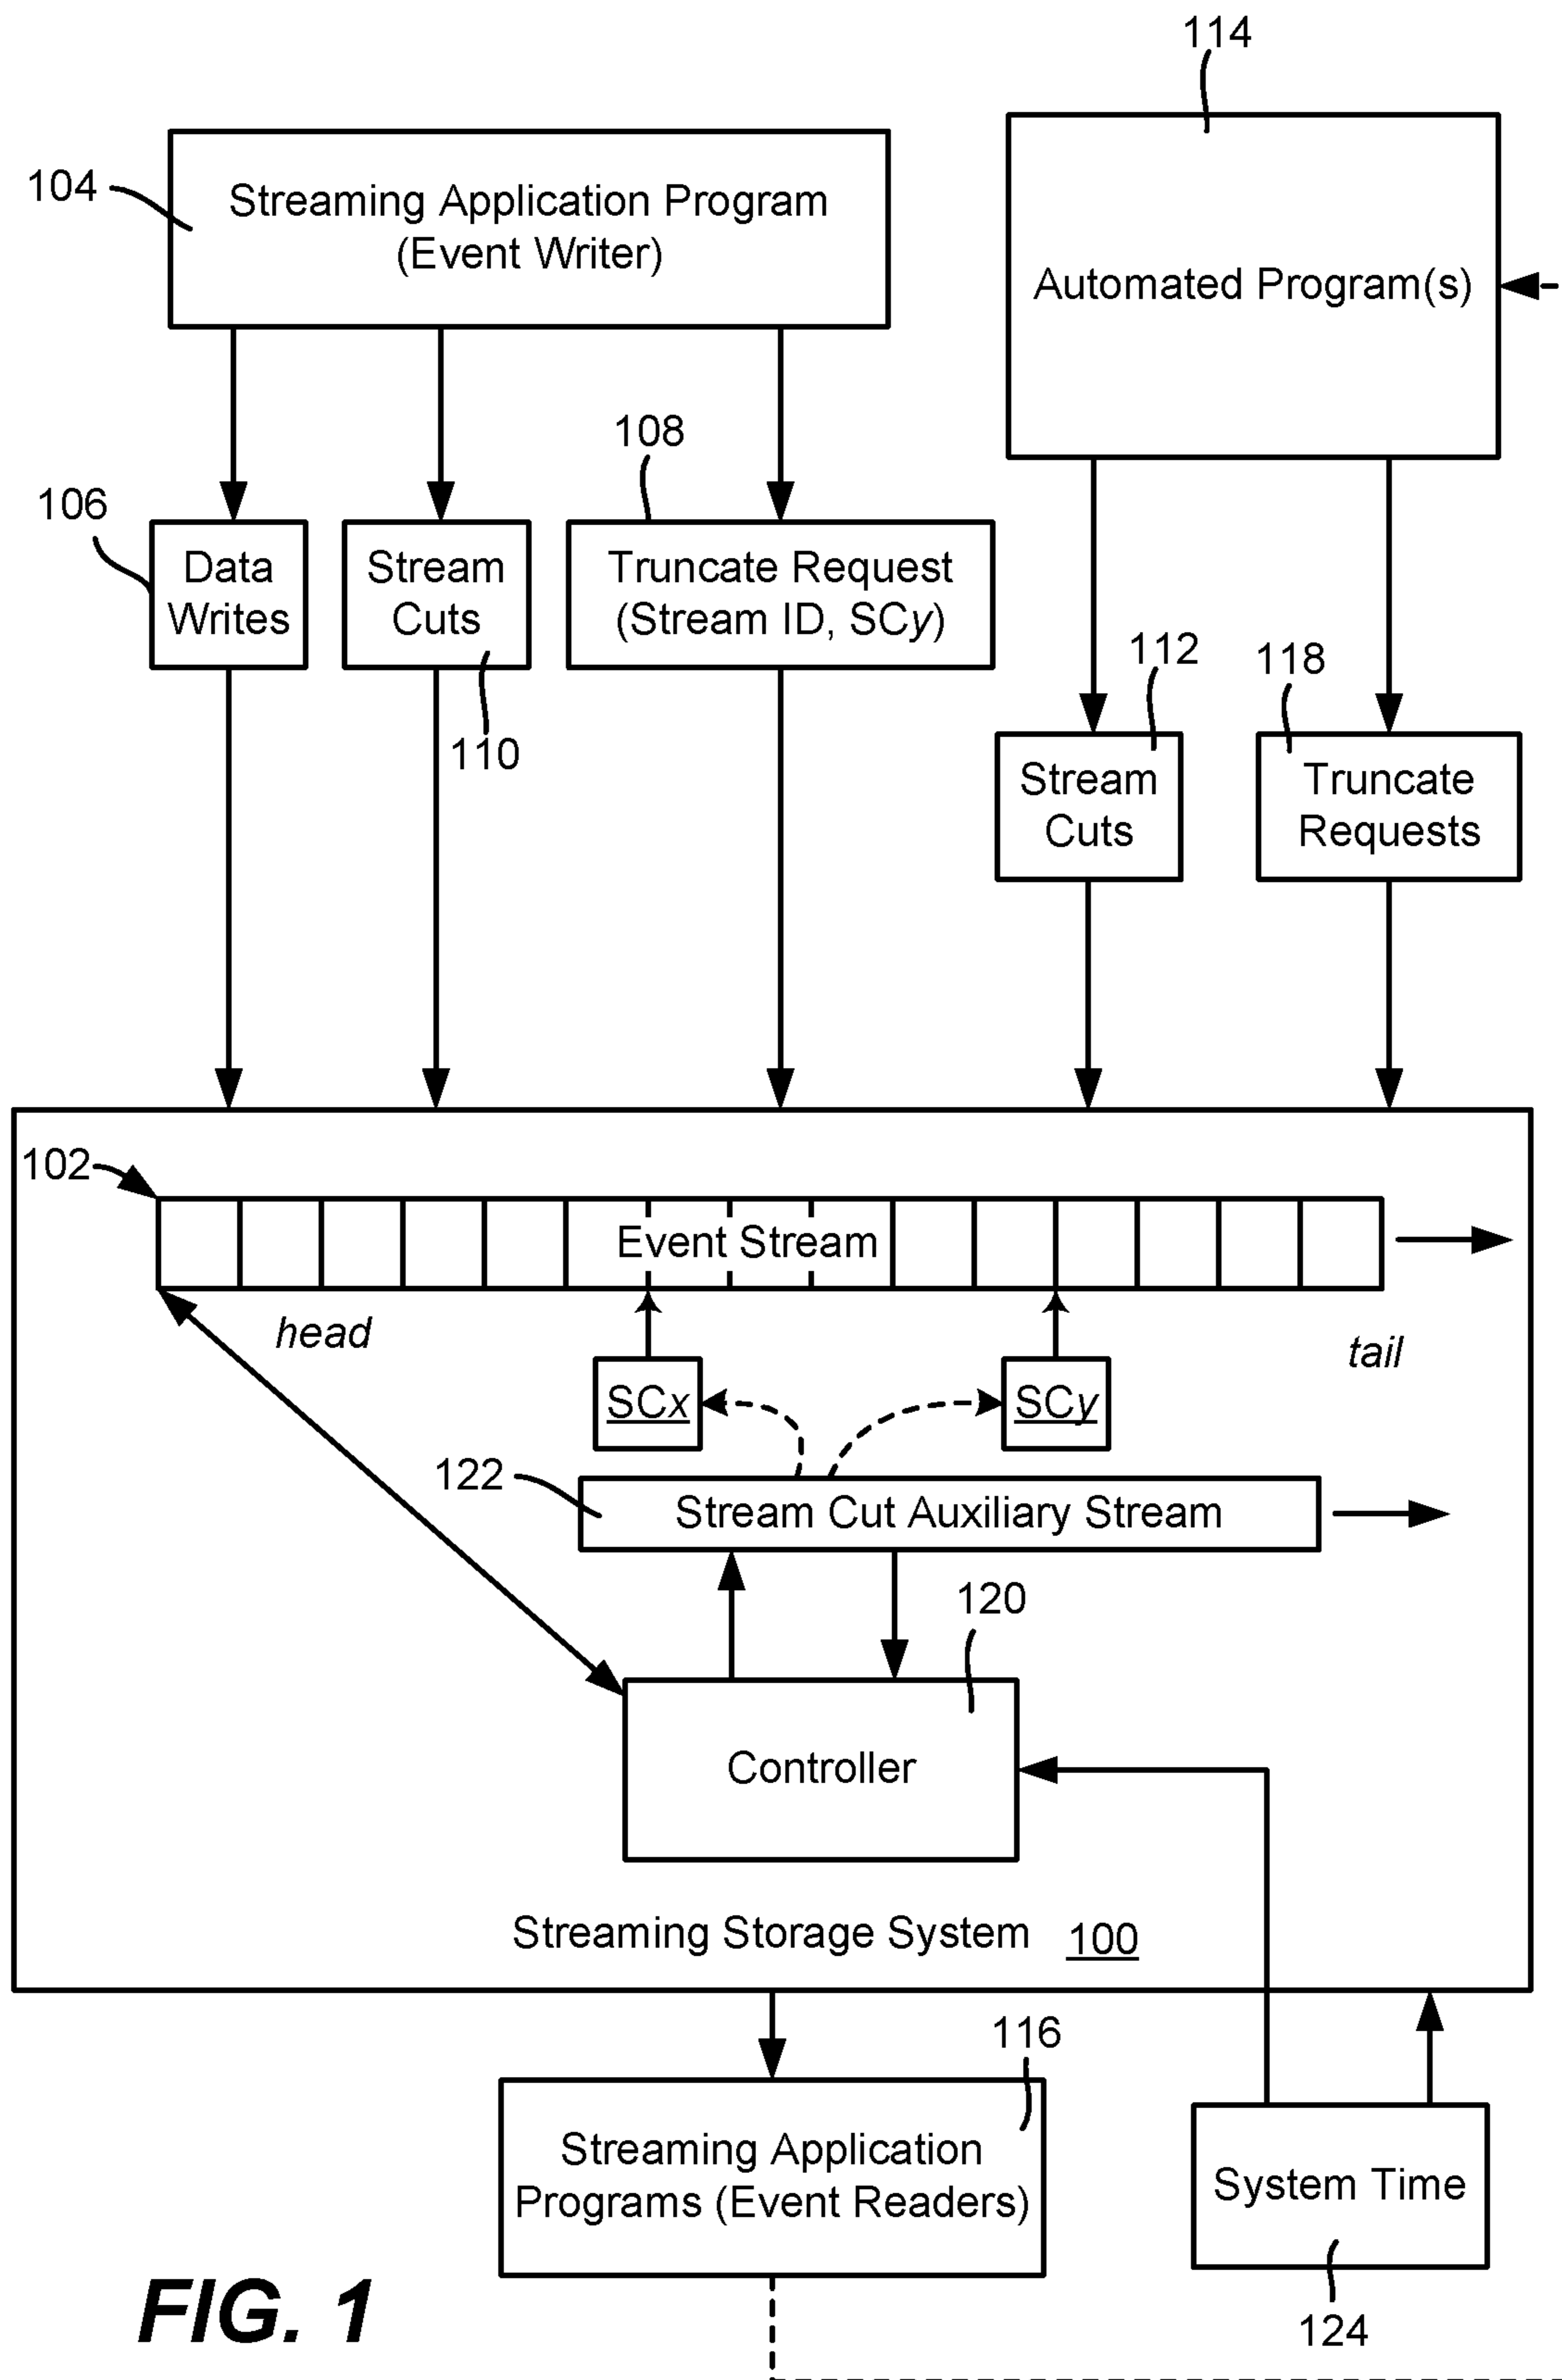 114
104
Streaming Application Program
(Event Writer)
Automated Program(s)
108
106
Data
Writes
Stream
Cuts
Truncate Request
(Stream ID, SCy)
110
112
118
Stream
Cuts
Truncate
Requests
102
Event Stream
head
tail
SCx
SCy
122
Stream Cut Auxiliary Stream
120
Controller
Streaming Storage System 100
116
Streaming Application
Programs (Event Readers)
System Time
124
FIG. 1